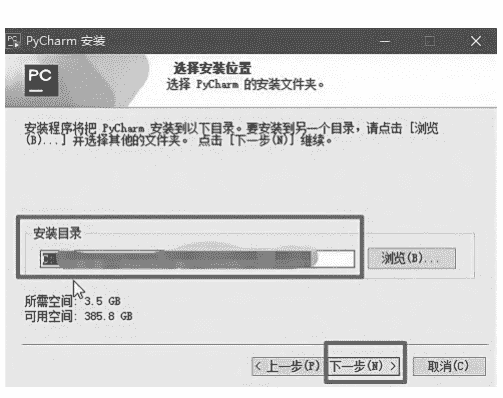 PyCharm 安装
PC
选择安装位置
选择 PyCharm 的安装文件夹。
安装程序将把 PyCharm 安装到以下目录。要安装到另一个目录，请点击 [浏览
(B)...] 并选择其他的文件夹。 点击 [下一步(N)] 继续。
安装目录
浏览(B)...
所需空间: 3.5 GB
可用空间: 385.8 GB
< 上一步(P)
下一步(N) >
取消(C)